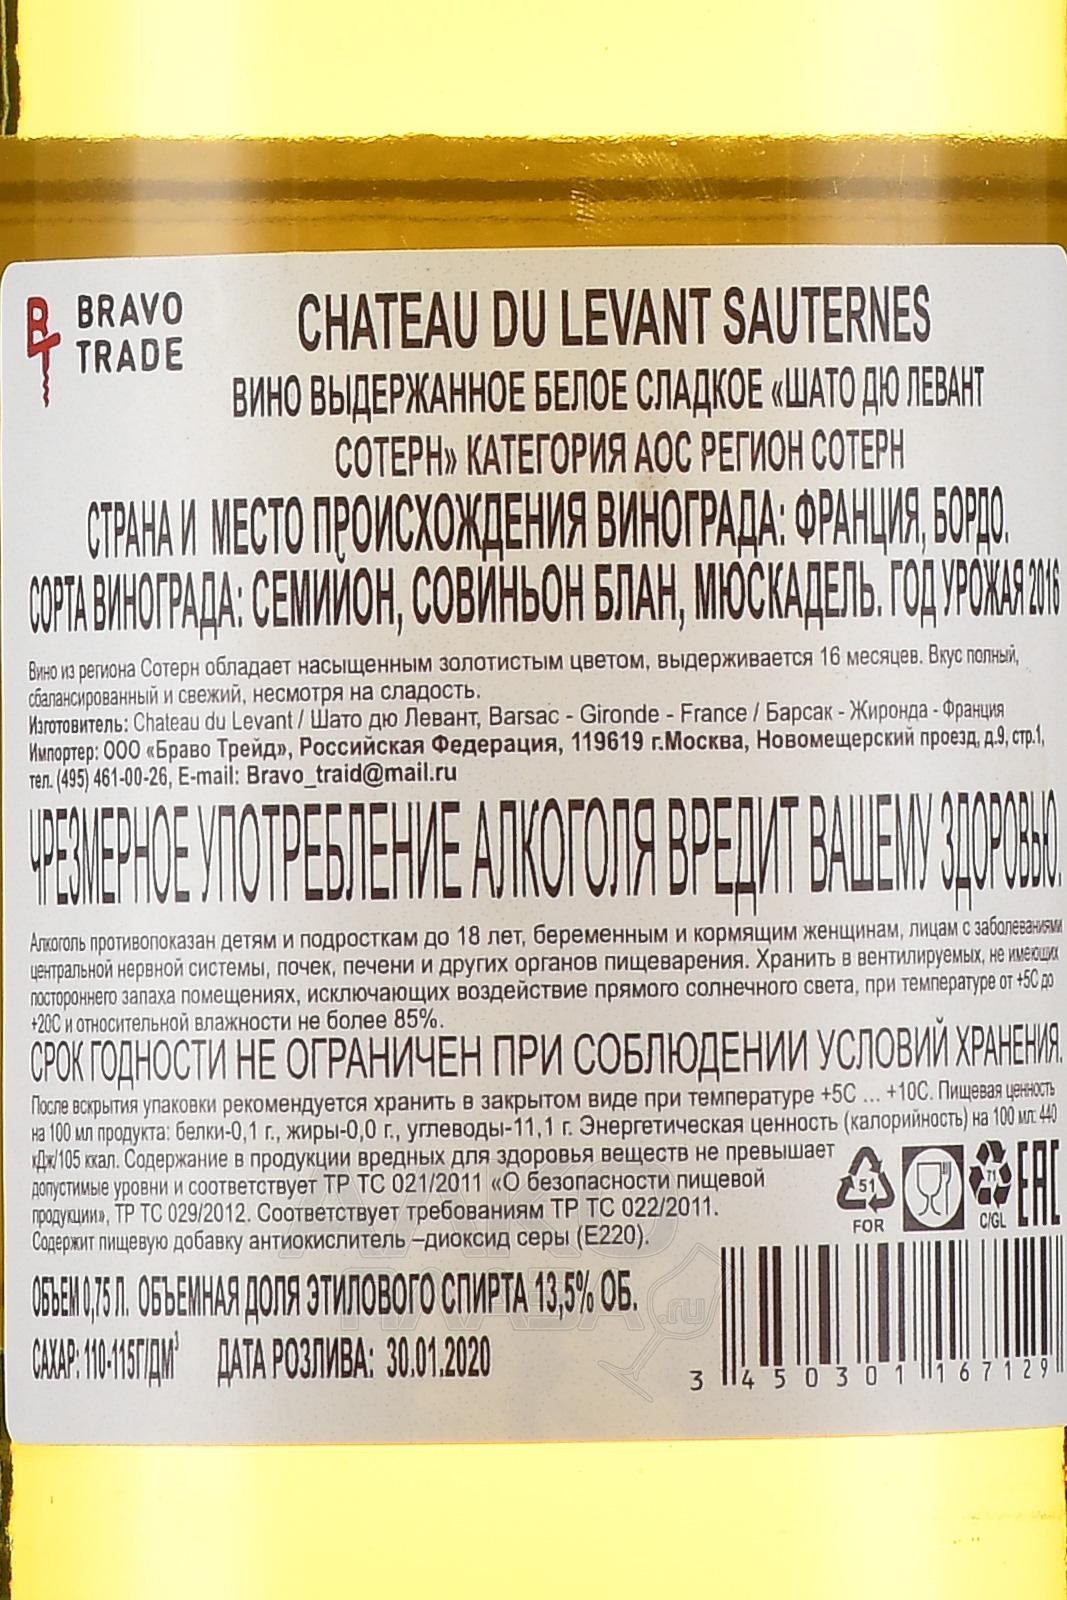 BRAVO
TRADE
CHATEAU DU LEVANT SAUTERNES
ВИНО ВЫДЕРЖАННОЕ БЕЛОЕ СЛАДКОЕ «ШАТО ДЮ ЛЕВАНТ
СОТЕРН» КАТЕГОРИЯ АОС РЕГИОН СОТЕРН
СТРАНА И МЕСТО ПРОИСХОЖДЕНИЯ ВИНОГРАДА: ФРАНЦИЯ, БОРДО.
СОРТА ВИНОГРАДА: СЕМИЙОН, СОВИНЬОН БЛАН, МЮСКАДЕЛЬ. ГОД УРОЖАЯ 2016
Вино из региона Сотерн обладает насыщенным золотистым цветом, выдерживается 16 месяцев. Вкус полный,
сбалансированный и свежий, несмотря на сладость.
Изготовитель: Chateau du Levant / Шато дю Левант, Barsac - Gironde - France / Барсак - Жиронда - Франция
Импортер: ООО «Браво Трейд», Российская Федерация, 119619 г.Москва, Новомещерский проезд, д.9, стр.1,
тел. (495) 461-00-26, E-mail: Bravo_traid@mail.ru
ЧРЕЗМЕРНОЕ УПОТРЕБЛЕНИЕ АЛКОГОЛЯ ВРЕДИТ ВАШЕМУ ЗДОРОВЬЮ.
Алкоголь противопоказан детям и подросткам до 18 лет, беременным и кормящим женщинам, лицам с заболеваниями
центральной нервной системы, почек, печени и других органов пищеварения. Хранить в вентилируемых, не имеющих
постороннего запаха помещениях, исключающих воздействие прямого солнечного света, при температуре от +5С до
+20С и относительной влажности не более 85%.
СРОК ГОДНОСТИ НЕ ОГРАНИЧЕН ПРИ СОБЛЮДЕНИИ УСЛОВИЙ ХРАНЕНИЯ.
После вскрытия упаковки рекомендуется хранить в закрытом виде при температуре +5С ... +10С. Пищевая ценность
на 100 мл продукта: белки-0,1 г., жиры-0,0 г., углеводы-11,1 г. Энергетическая ценность (калорийность) на 100 мл: 440
кДж/105 ккал. Содержание в продукции вредных для здоровья веществ не превышает
допустимые уровни и соответствует ТР ТС 021/2011 «О безопасности пищевой
продукции», ТР ТС 029/2012. Соответствует требованиям ТР ТС 022/2011.
Содержит пищевую добавку антиокислитель –диоксид серы (Е220).
51
FOR
71
C/GL
EAC
ОБЪЕМ 0,75 Л. ОБЪЕМНАЯ ДОЛЯ ЭТИЛОВОГО СПИРТА 13,5% ОБ.
САХАР: 110-115Г/ДМ³ ДАТА РОЗЛИВА: 30.01.2020
3 450301 167129
АЛКО
ПЛАЗА
.ru